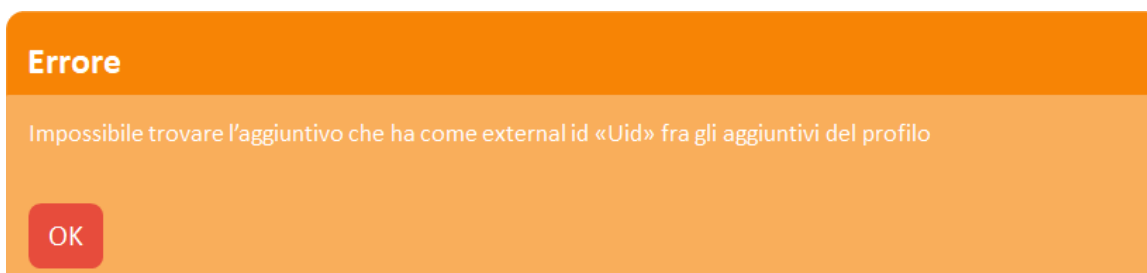 Errore
Impossibile trovare l’aggiuntivo che ha come external id «Uid» fra gli aggiuntivi del profilo
OK